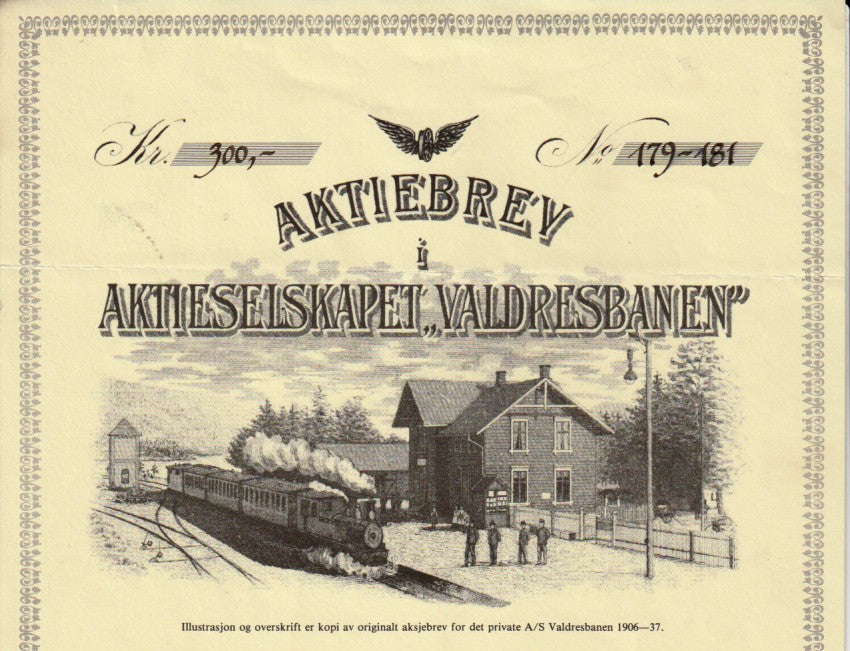 Kr. 300,-
No 179-181
AKTIEBREV
i
AKTIESELSKAPET „VALDRESBANEN”
Illustrasjon og overskrift er kopi av originalt aksjebrev for det private A/S Valdresbanen 1906—37.